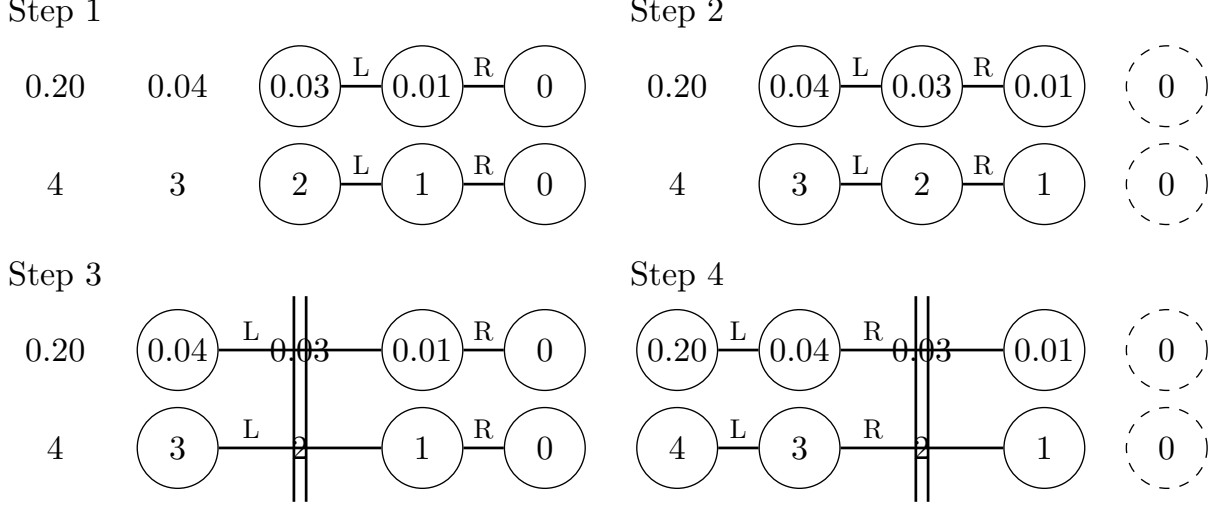 Step 1
0.20 0.04 0.03 L 0.01 R 0
4 3 2 L 1 R 0
Step 2
0.20 0.04 L 0.03 R 0.01 0
4 3 L 2 R 1 0
Step 3
0.20 0.04 L 0.03 0.01 R 0
4 3 L 2 1 R 0
Step 4
0.20 L 0.04 R 0.03 0.01 0
4 L 3 R 2 1 0